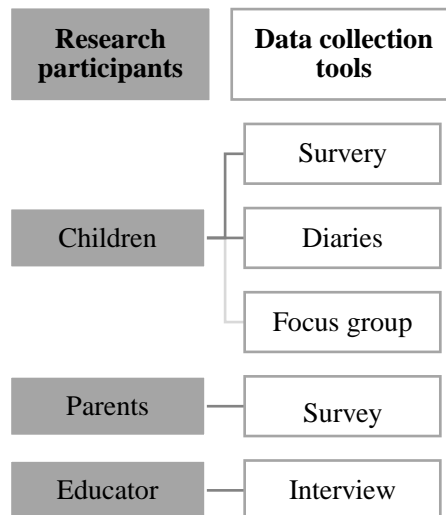 Research
participants
Data collection
tools
Children
Survery
Diaries
Focus group
Parents
Survey
Educator
Interview